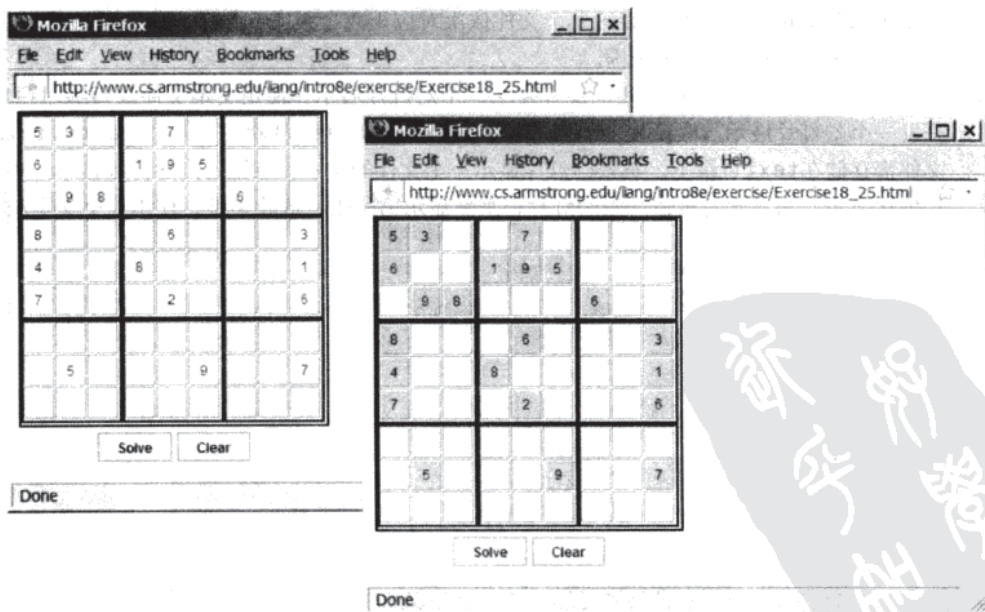 Mozilla Firefox
File Edit View History Bookmarks Tools Help
http://www.cs.armstrong.edu/liang/intro8e/exercise/Exercise18_25.html
5 3 7
6 1 9 5
9 8 6
8 6 3
4 8 1
7 2 6
5 9 7
Solve Clear
Done
Mozilla Firefox
File Edit View History Bookmarks Tools Help
http://www.cs.armstrong.edu/liang/intro8e/exercise/Exercise18_25.html
5 3 7
6 1 9 5
9 8 6
8 6 3
4 8 1
7 2 6
5 9 7
Solve Clear
Done